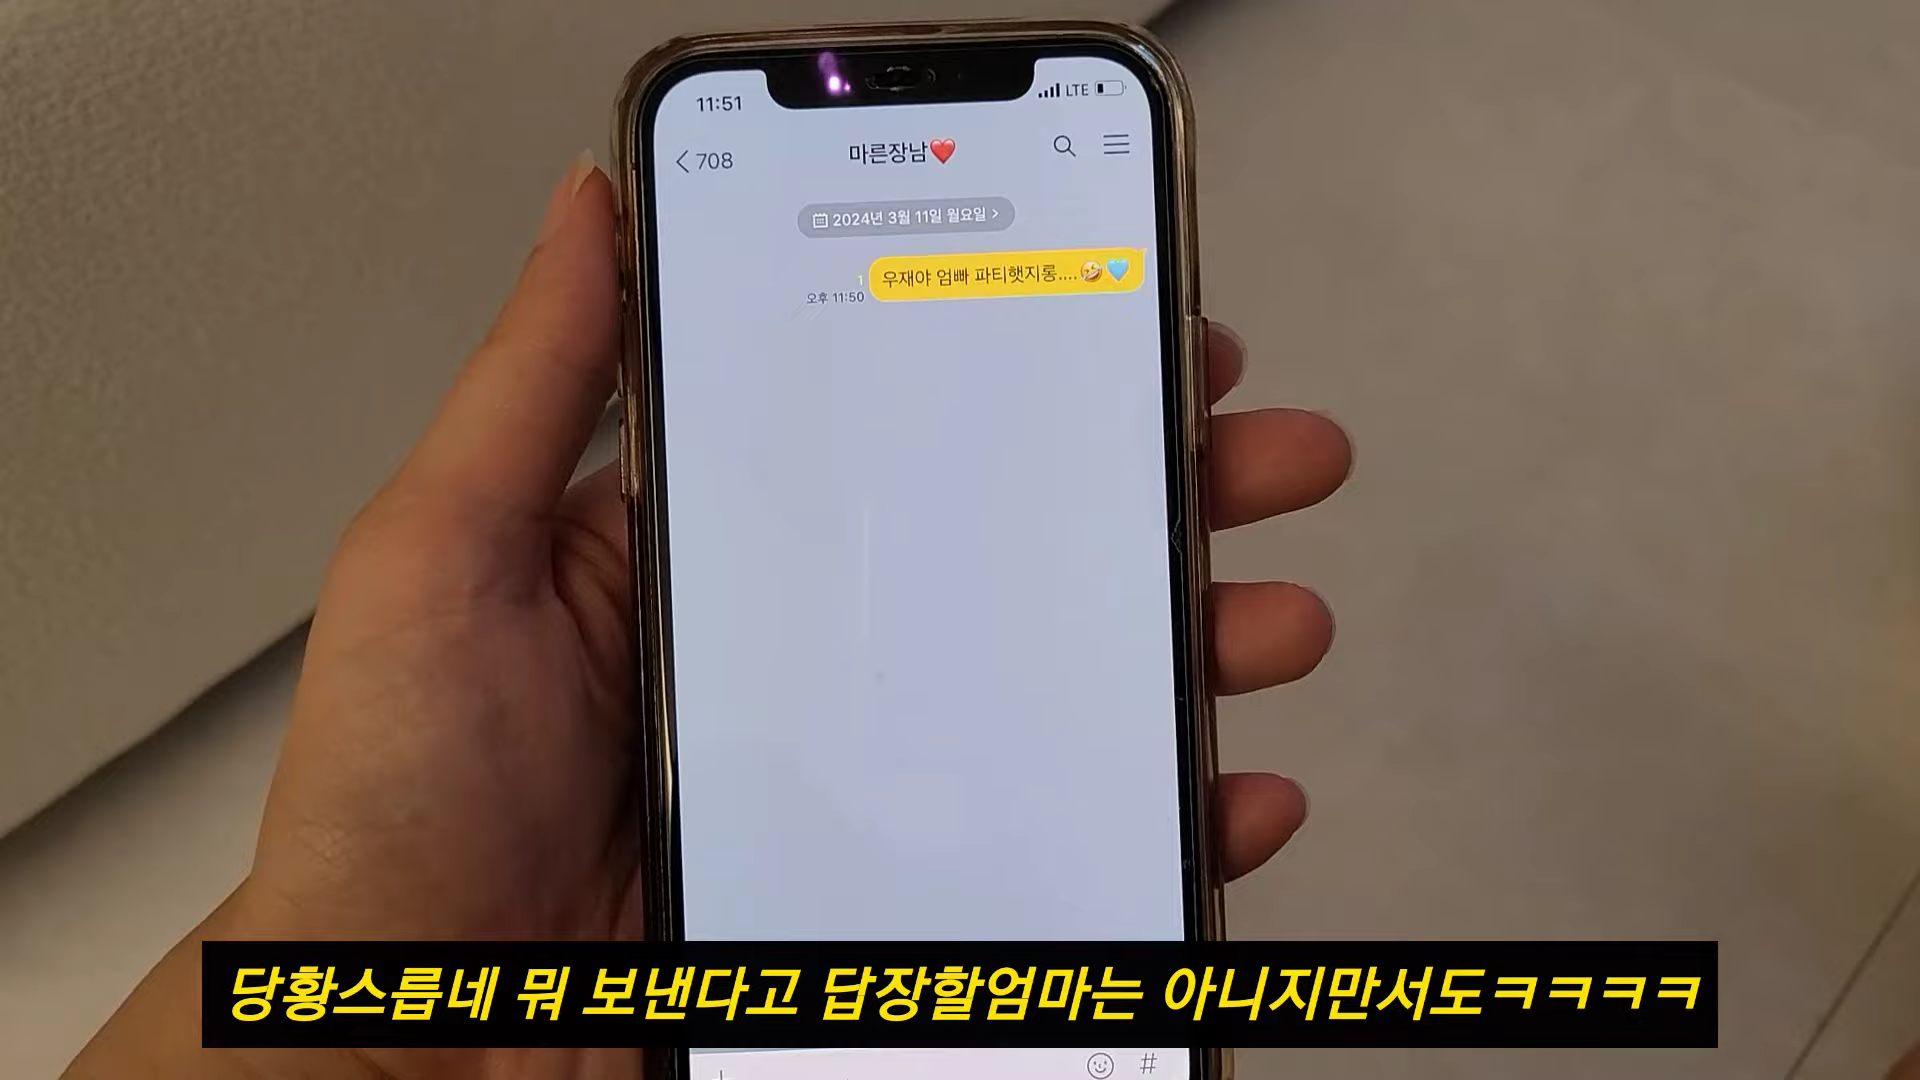 11:51
LTE
708
마른장남❤️
2024년 3월 11일 월요일 >
우재야 엄빠 파티햇지롱....🤣🩵
1
오후 11:50
당황스릅네 뭐 보낸다고 답장할엄마는 아니지만서도ㅋㅋㅋㅋ
#